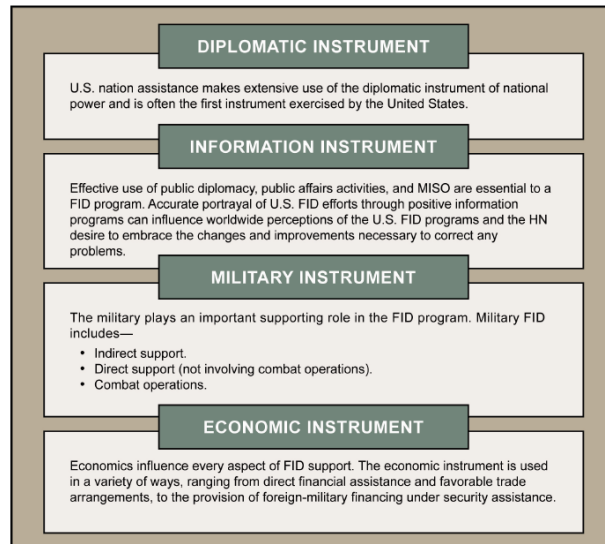 DIPLOMATIC INSTRUMENT
U.S. nation assistance makes extensive use of the diplomatic instrument of national
power and is often the first instrument exercised by the United States.
INFORMATION INSTRUMENT
Effective use of public diplomacy, public affairs activities, and MISO are essential to a
FID program. Accurate portrayal of U.S. FID efforts through positive information
programs can influence worldwide perceptions of the U.S. FID programs and the HN
desire to embrace the changes and improvements necessary to correct any
problems.
MILITARY INSTRUMENT
The military plays an important supporting role in the FID program. Military FID
includes—
• Indirect support.
• Direct support (not involving combat operations).
• Combat operations.
ECONOMIC INSTRUMENT
Economics influence every aspect of FID support. The economic instrument is used
in a variety of ways, ranging from direct financial assistance and favorable trade
arrangements, to the provision of foreign-military financing under security assistance.